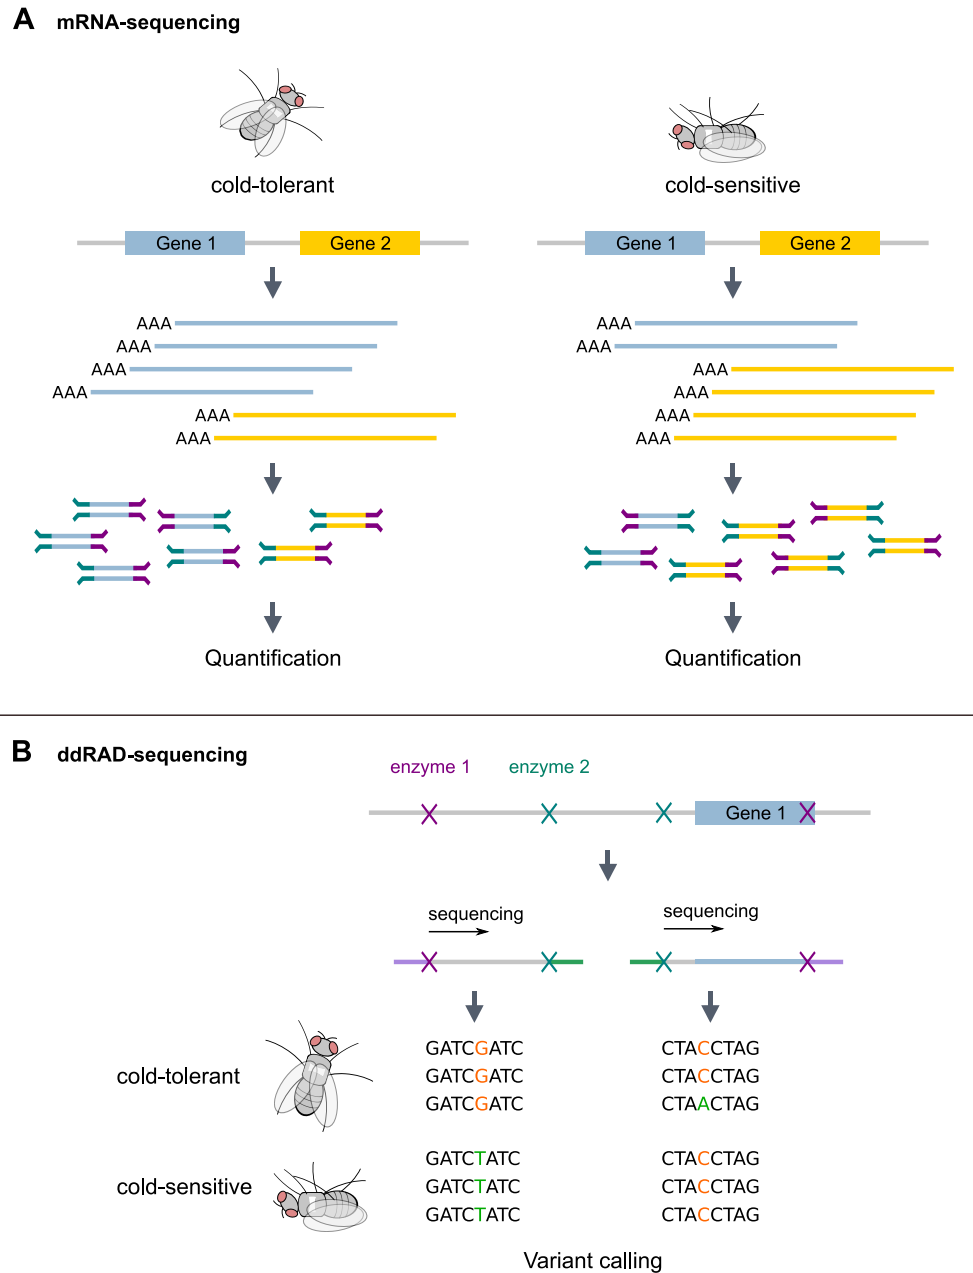 A mRNA-sequencing
cold-tolerant
cold-sensitive
Gene 1
Gene 2
Gene 1
Gene 2
AAA
AAA
AAA
AAA
AAA
AAA
AAA
AAA
AAA
AAA
AAA
AAA
Quantification
Quantification
B ddRAD-sequencing
enzyme 1
enzyme 2
Gene 1
sequencing
sequencing
cold-tolerant
GATCGATC
GATCGATC
GATCGATC
CTACCTAG
CTACCTAG
CTAACTAG
cold-sensitive
GATCTATC
GATCTATC
GATCTATC
CTACCTAG
CTACCTAG
CTACCTAG
Variant calling